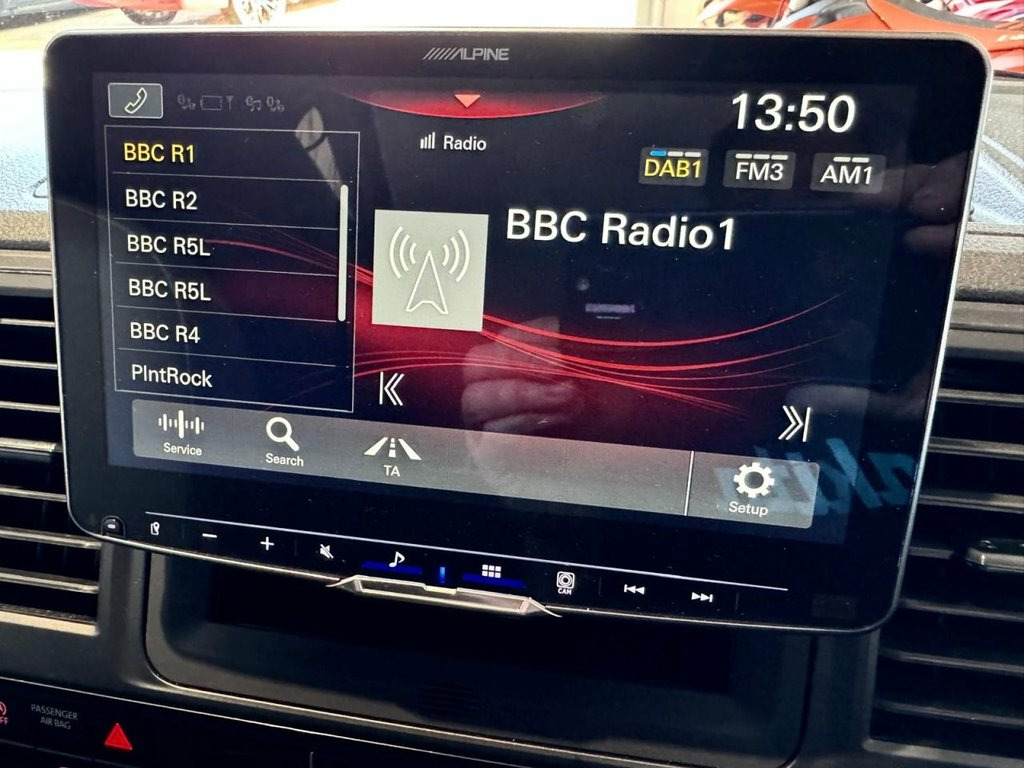 ALPINE
13:50
Radio
DAB1 FM3 AM1
BBC R1
BBC R2
BBC R5L
BBC R5L
BBC R4
PlntRock
BBC Radio1
Service
Search
TA
Setup
CAM
PASSENGER
AIR BAG